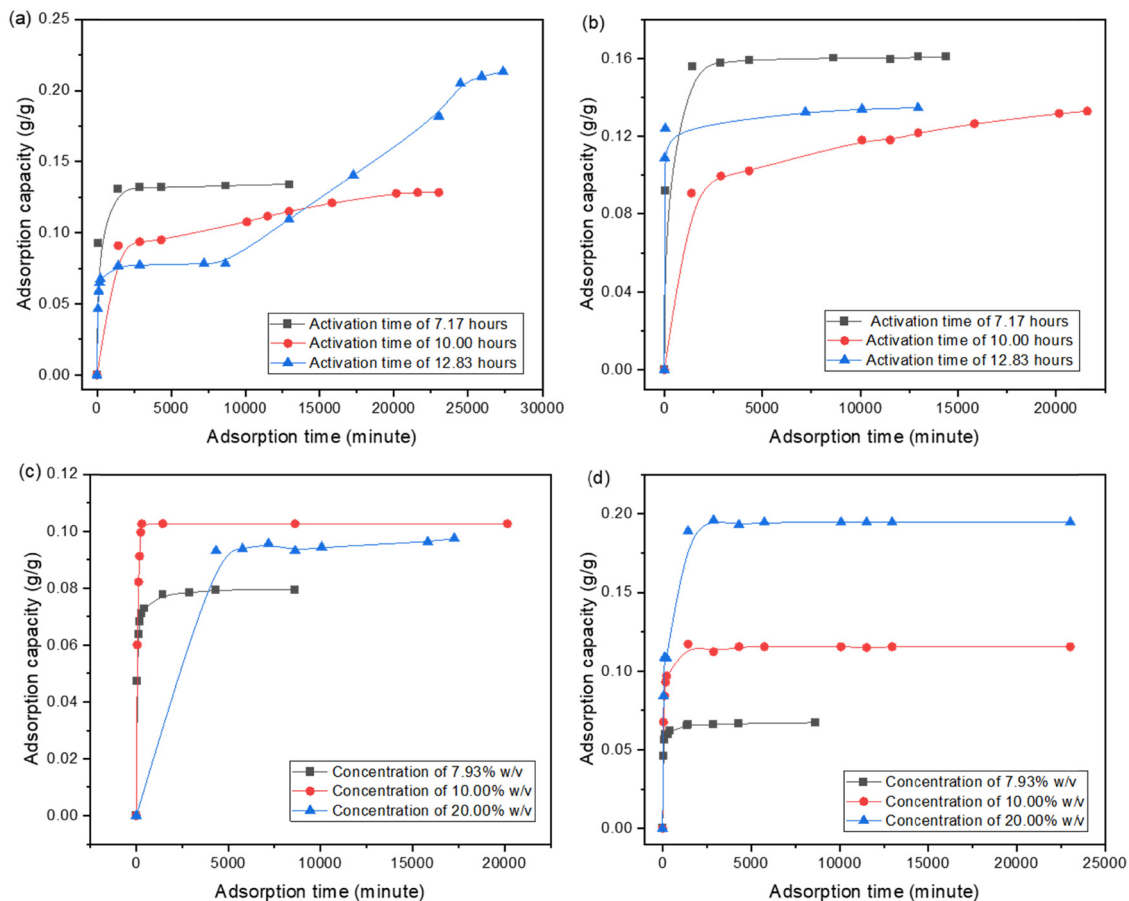 (a)
0.25
0.20
0.15
0.10
0.05
0.00
Adsorption capacity (g/g)
Activation time of 7.17 hours
Activation time of 10.00 hours
Activation time of 12.83 hours
0 5000 10000 15000 20000 25000 30000
Adsorption time (minute)
(b)
0.16
0.12
0.08
0.04
0.00
Adsorption capacity (g/g)
Activation time of 7.17 hours
Activation time of 10.00 hours
Activation time of 12.83 hours
0 5000 10000 15000 20000
Adsorption time (minute)
(c)
0.12
0.10
0.08
0.06
0.04
0.02
0.00
Adsorption capacity (g/g)
Concentration of 7.93% w/v
Concentration of 10.00% w/v
Concentration of 20.00% w/v
0 5000 10000 15000 20000
Adsorption time (minute)
(d)
0.20
0.15
0.10
0.05
0.00
Adsorption capacity (g/g)
Concentration of 7.93% w/v
Concentration of 10.00% w/v
Concentration of 20.00% w/v
0 5000 10000 15000 20000 25000
Adsorption time (minute)